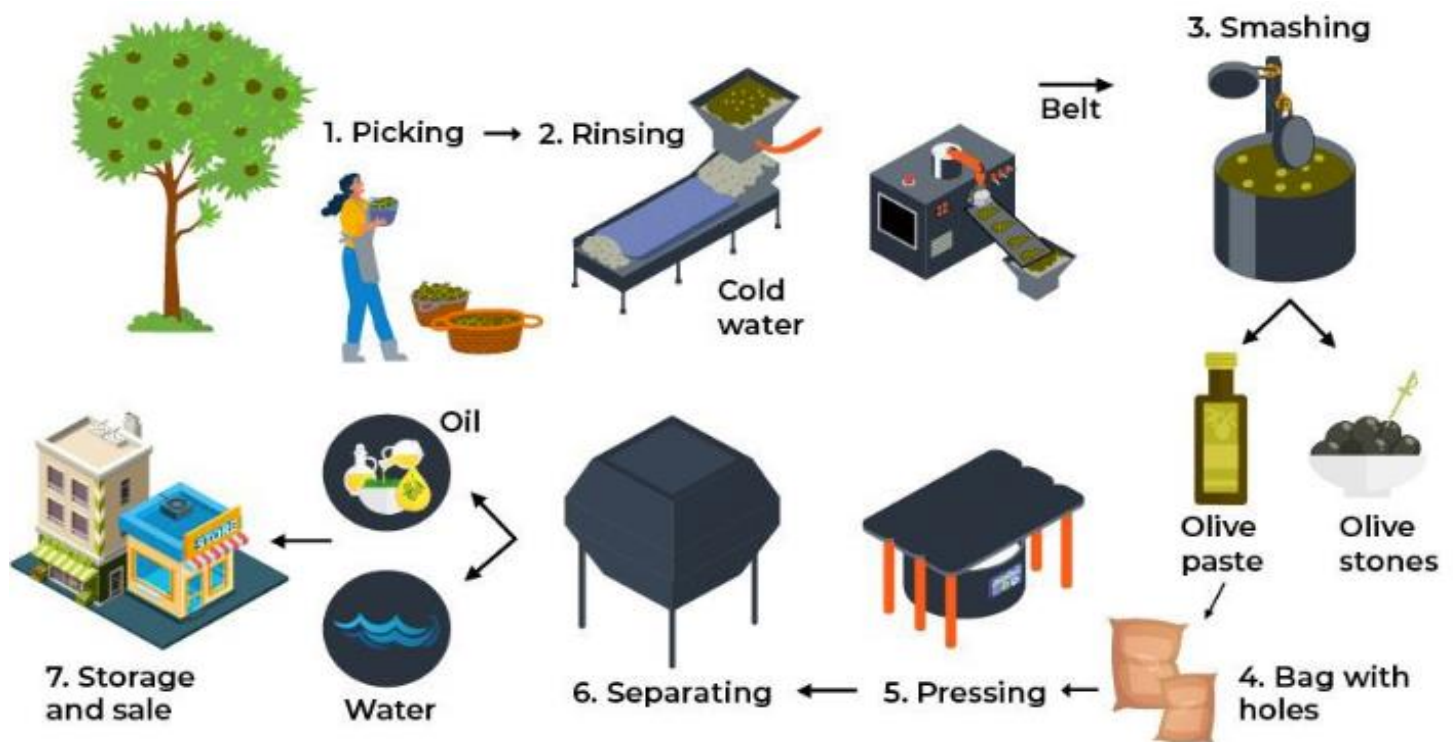 1. Picking
2. Rinsing
Cold
water
Belt
3. Smashing
Olive
paste
Olive
stones
4. Bag with
holes
5. Pressing
6. Separating
Oil
Water
STORE
7. Storage
and sale